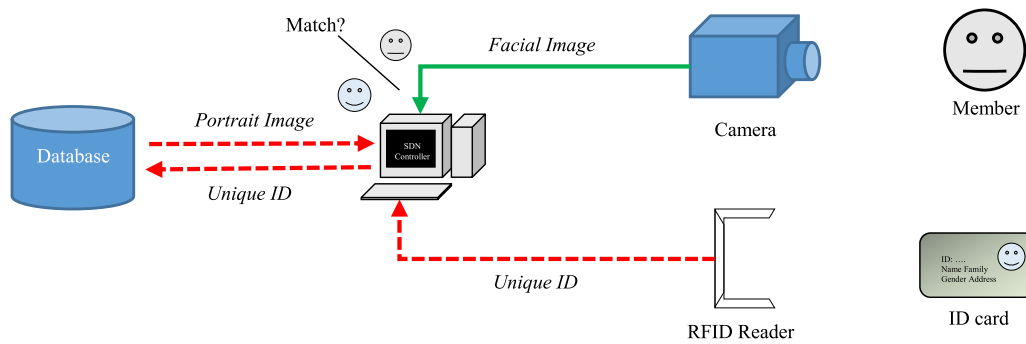 Match?
Facial Image
Member
Camera
Portrait Image
Database
SDN
Controller
Unique ID
Unique ID
ID: ....
Name Family
Gender Address
RFID Reader
ID card